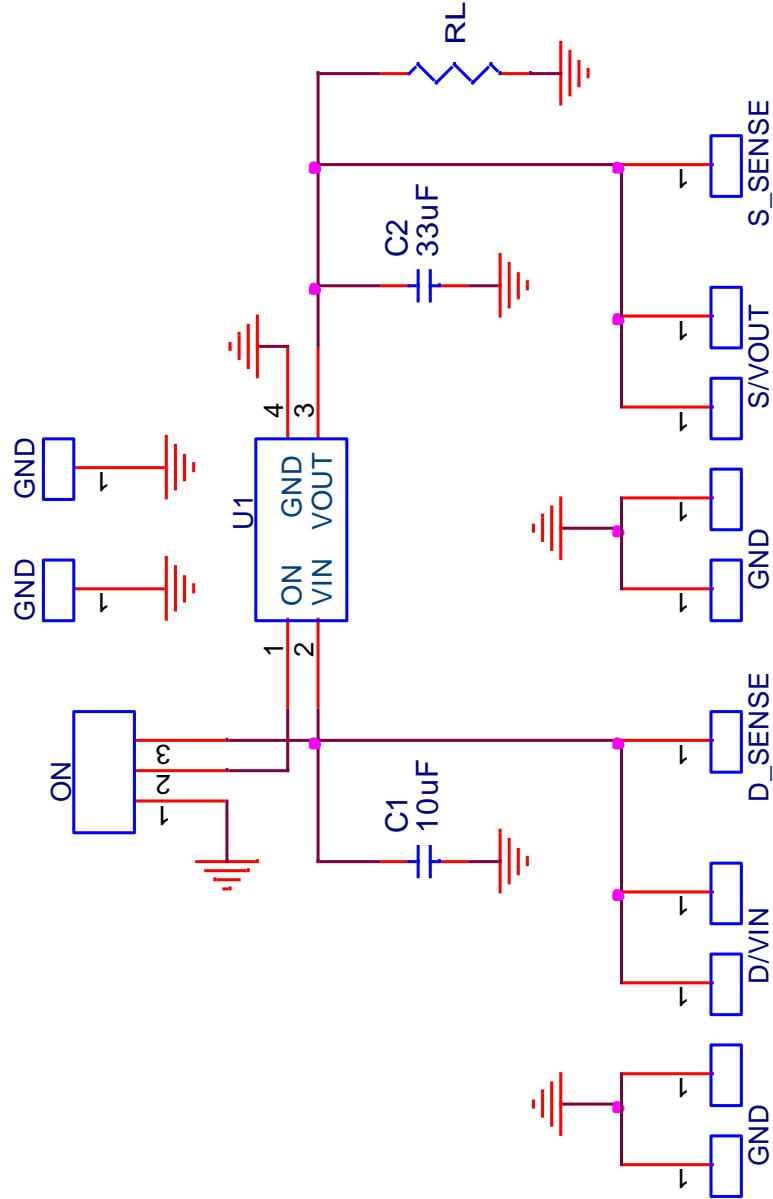 RL
GND
GND
ON
1
1
3
2
1
U1
4
3
GND
VOUT
ON
VIN
1
2
C2
33uF
C1
10uF
1
1
1
1
1
1
1
1
1
1
S_SENSE
S/VOUT
GND
D_SENSE
D/VIN
GND